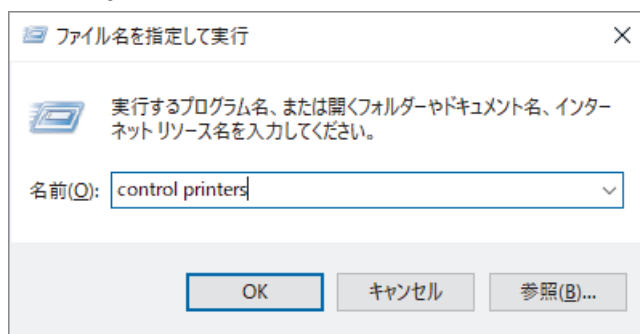 ファイル名を指定して実行
実行するプログラム名、または開くフォルダーやドキュメント名、インター
ネット リソース名を入力してください。
名前(O): control printers
OK キャンセル 参照(B)...